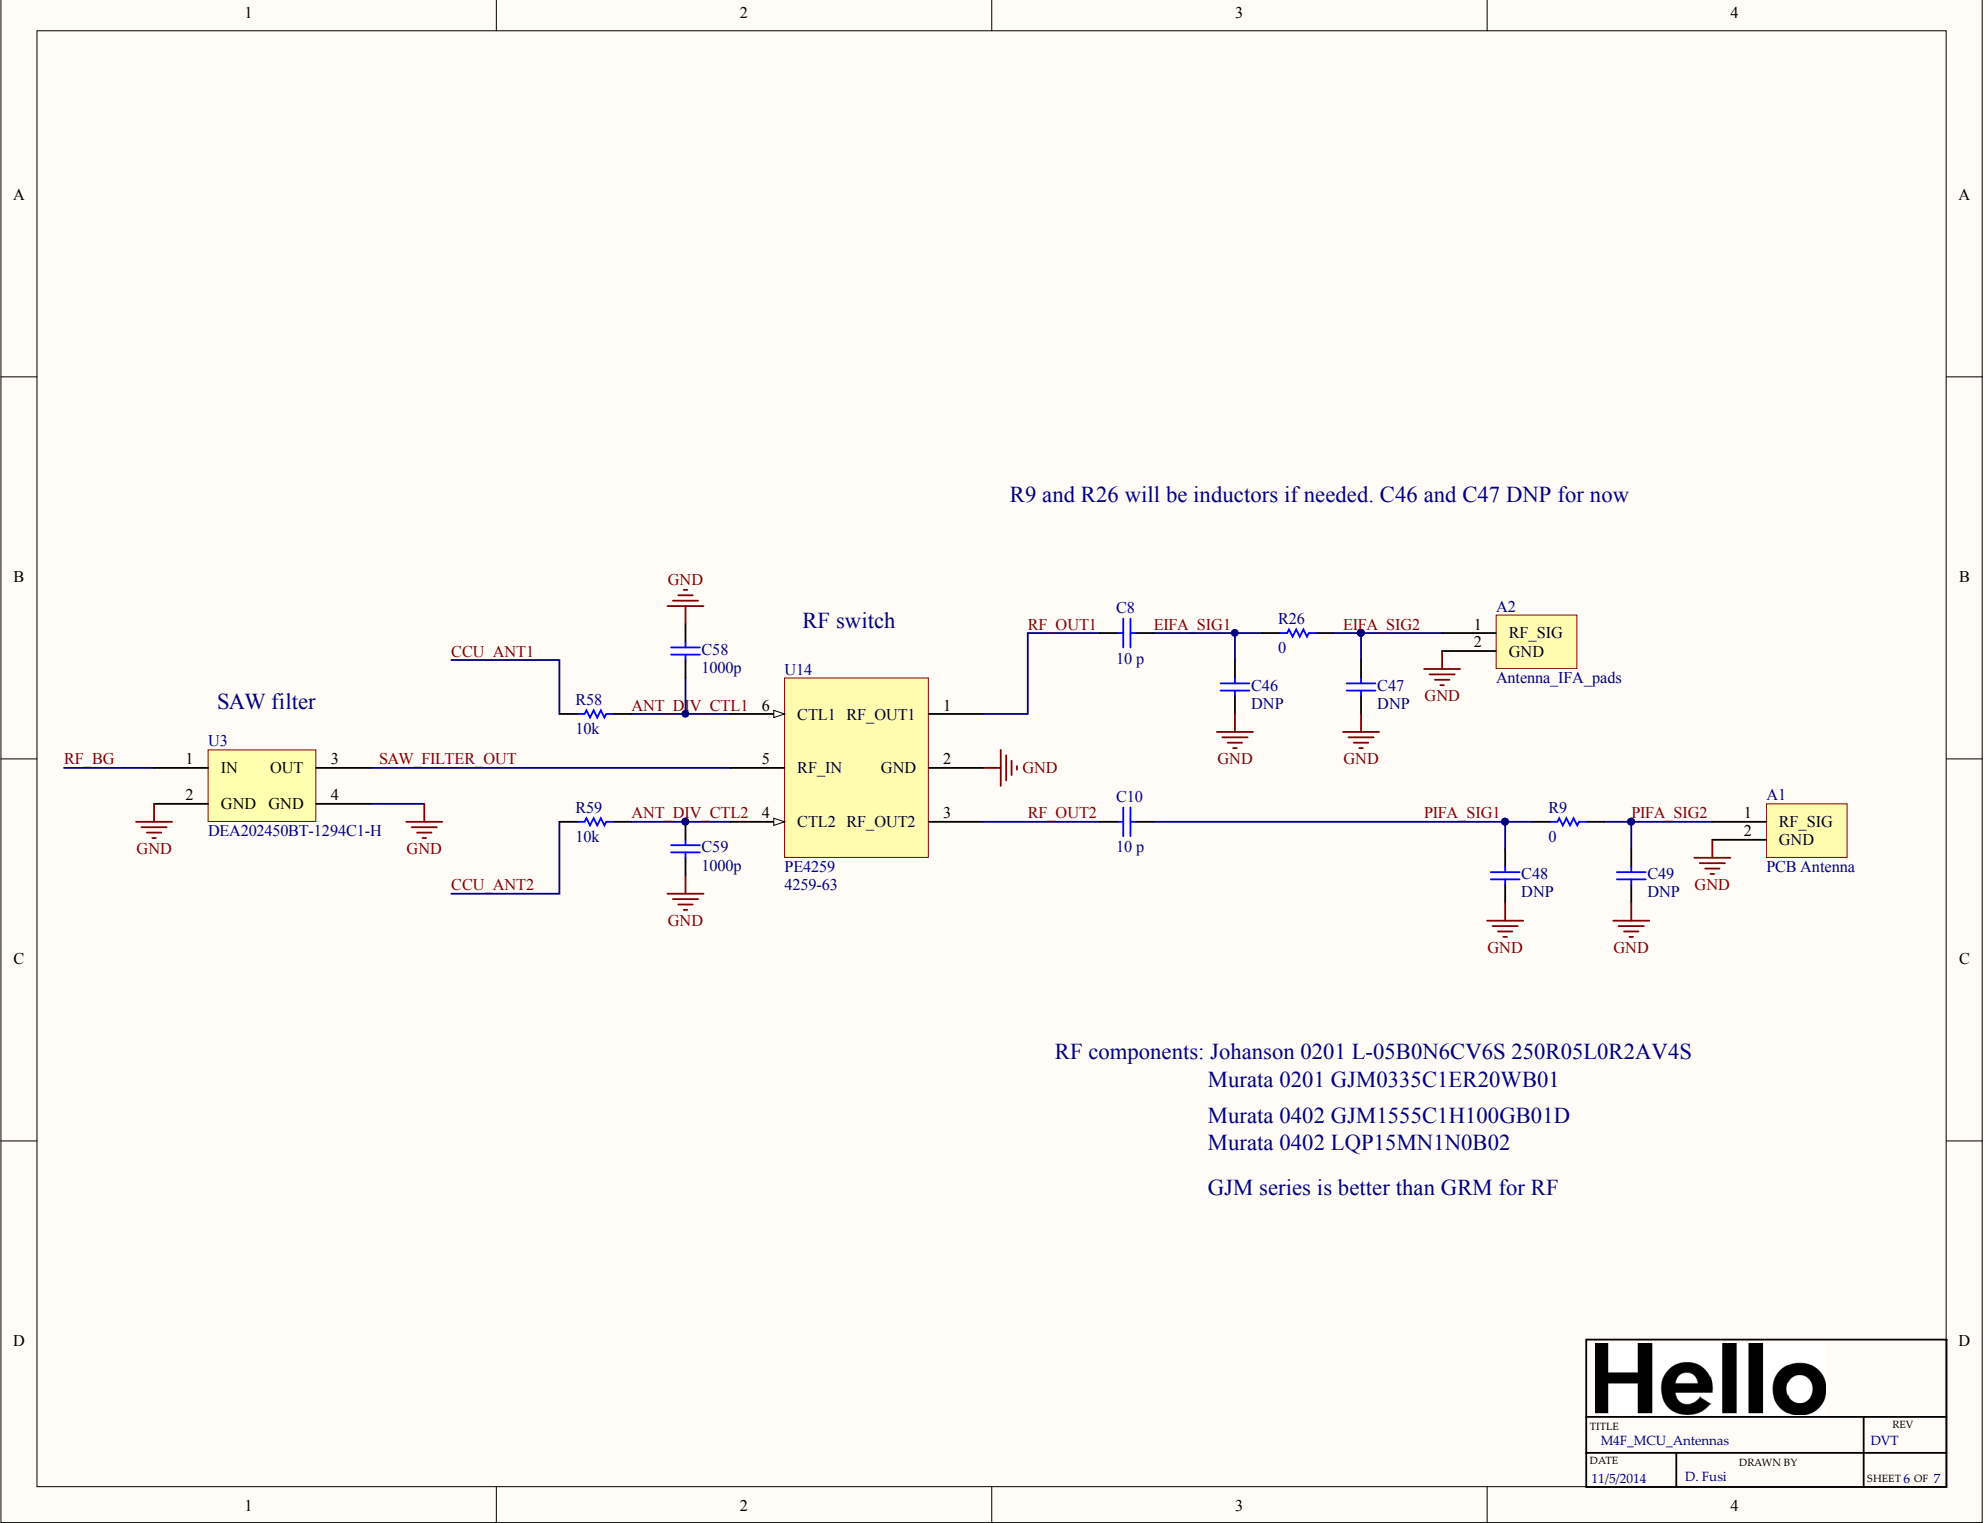 1 2 3 4
A A
R9 and R26 will be inductors if needed. C46 and C47 DNP for now
B B
GND
C58
1000p
CCU_ANT1
R58
10k
ANT_DIV_CTL1
RF switch
U14
6 CTL1 RF_OUT1 1
5 RF_IN GND 2
4 CTL2 RF_OUT2 3
PE4259
4259-63
GND
SAW filter
U3
RF_BG
1 IN OUT 3
2 GND GND 4
DEA202450BT-1294C1-H
GND
GND
SAW_FILTER_OUT
R59
10k
ANT_DIV_CTL2
C59
1000p
GND
CCU_ANT2
RF_OUT1
C8
10 p
EIFA_SIG1
R26
0
EIFA_SIG2
C46
DNP
GND
C47
DNP
GND
A2
1 RF_SIG
2 GND
Antenna_IFA_pads
GND
RF_OUT2
C10
10 p
PIFA_SIG1
R9
0
PIFA_SIG2
C48
DNP
GND
C49
DNP
GND
A1
1 RF_SIG
2 GND
PCB Antenna
GND
C C
RF components: Johanson 0201 L-05B0N6CV6S 250R05L0R2AV4S
Murata 0201 GJM0335C1ER20WB01
Murata 0402 GJM1555C1H100GB01D
Murata 0402 LQP15MN1N0B02
GJM series is better than GRM for RF
D D
Hello
TITLE
M4F_MCU_Antennas
REV
DVT
DATE
11/5/2014
DRAWN BY
D. Fusi
SHEET 6 OF 7
1 2 3 4